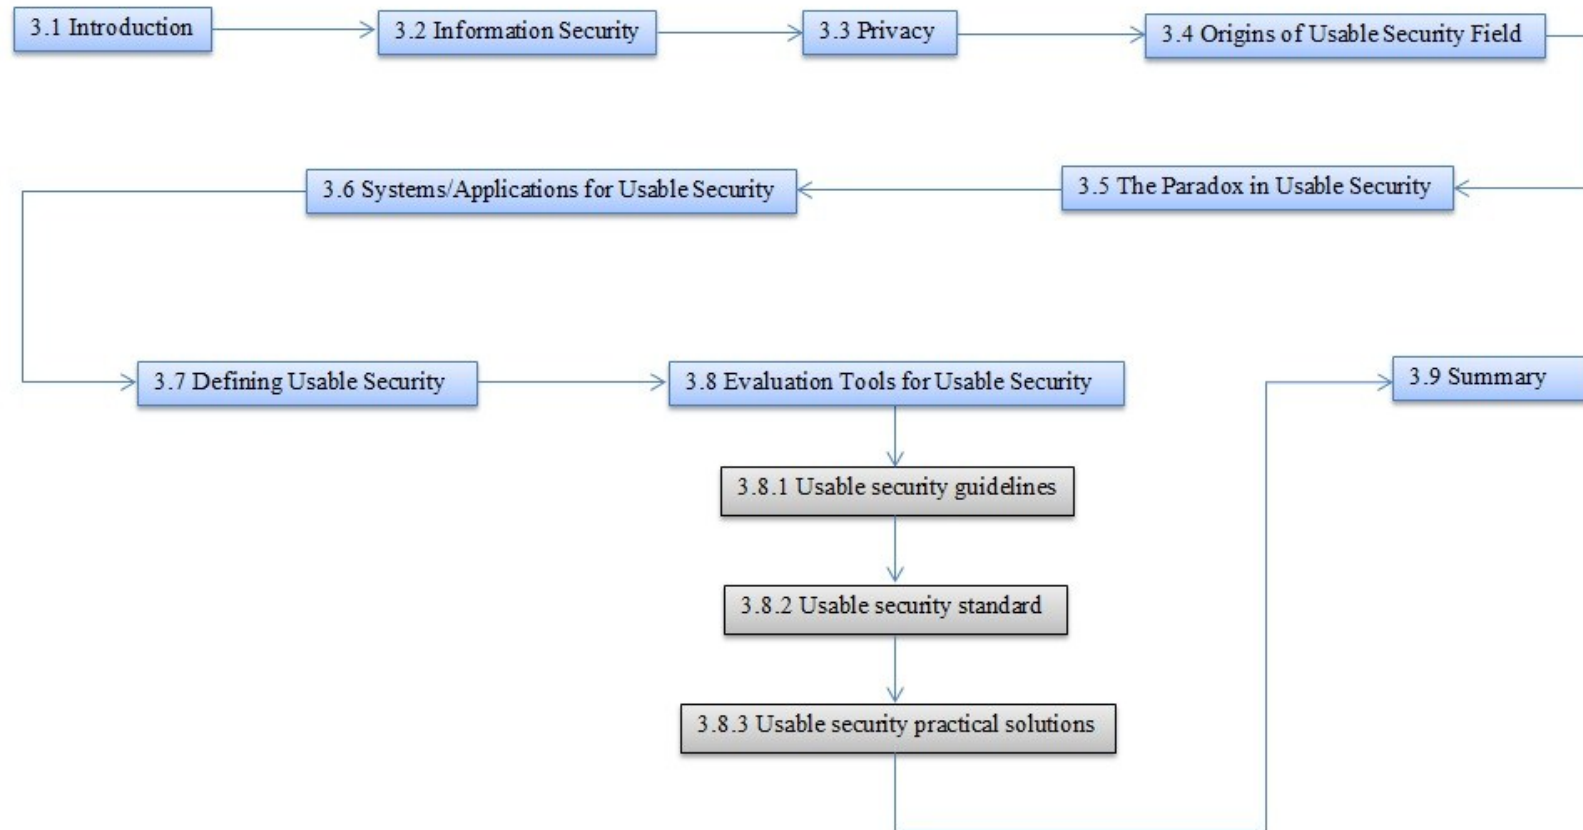 3.1 Introduction
3.2 Information Security
3.3 Privacy
3.4 Origins of Usable Security Field
3.5 The Paradox in Usable Security
3.6 Systems/Applications for Usable Security
3.7 Defining Usable Security
3.8 Evaluation Tools for Usable Security
3.8.1 Usable security guidelines
3.8.2 Usable security standard
3.8.3 Usable security practical solutions
3.9 Summary